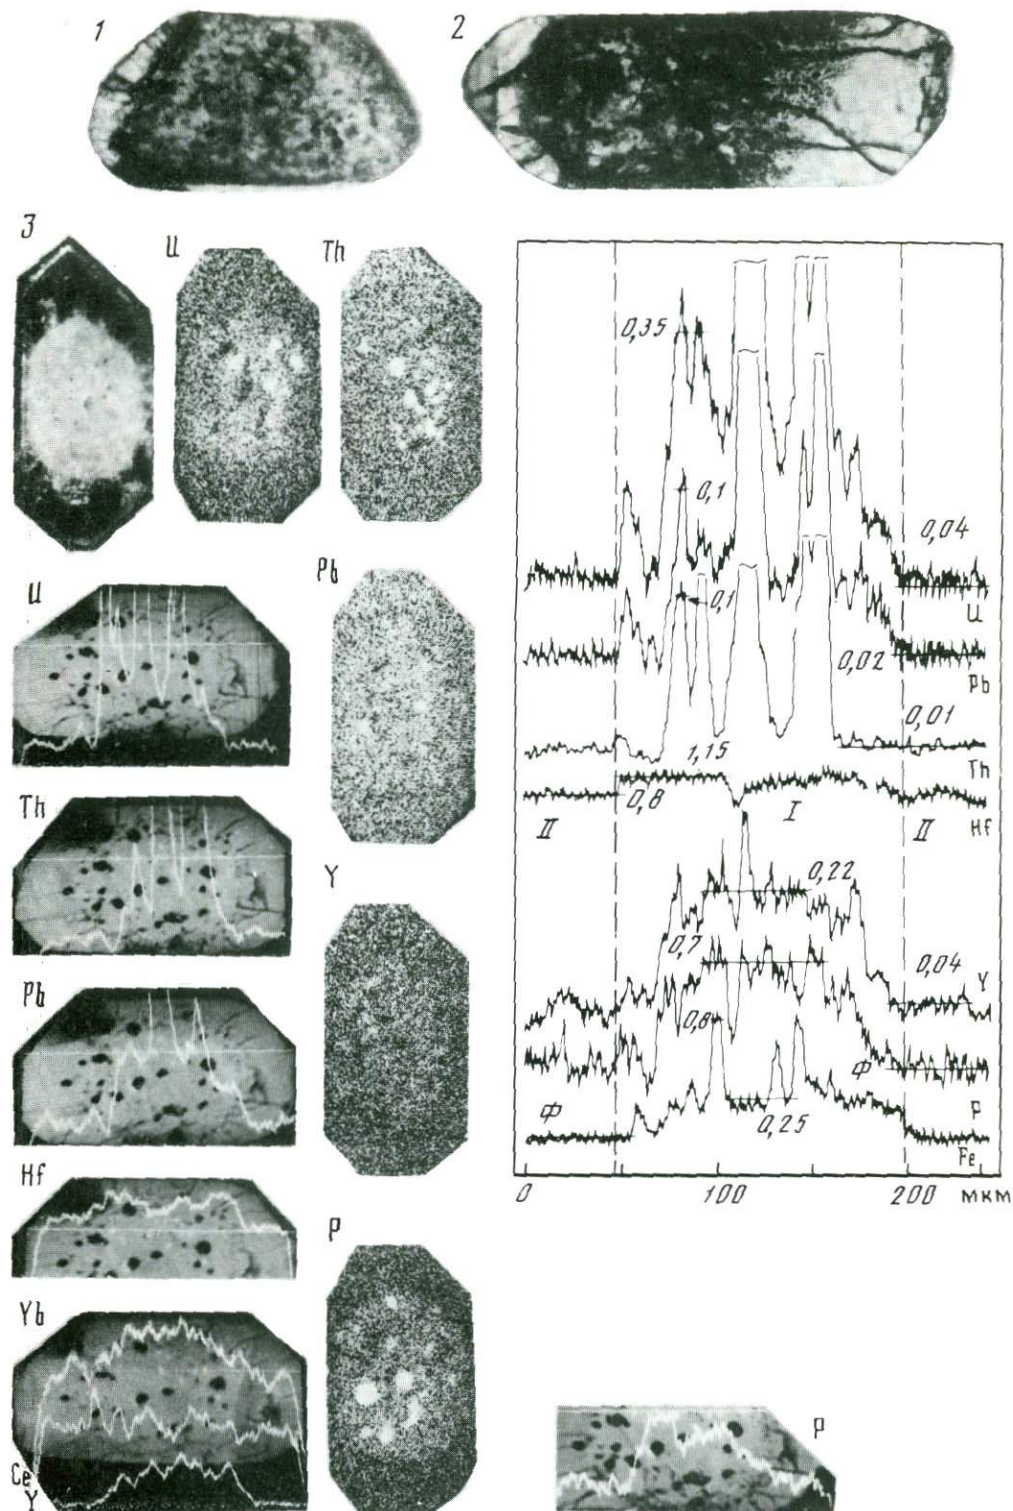 1 2
3 U Th
0,35
0,1
0,04
U
Pb
0,1
U
0,02
Pb
0,01
Th
1,15
Th
0,8
II I II
Hf
Y
0,22
0,7
0,04
Y
Pb
0,8
Ф Ф
P
0,25
Fe
0 100 200 мкм
Hf
P
Yb
P
Ce
Y